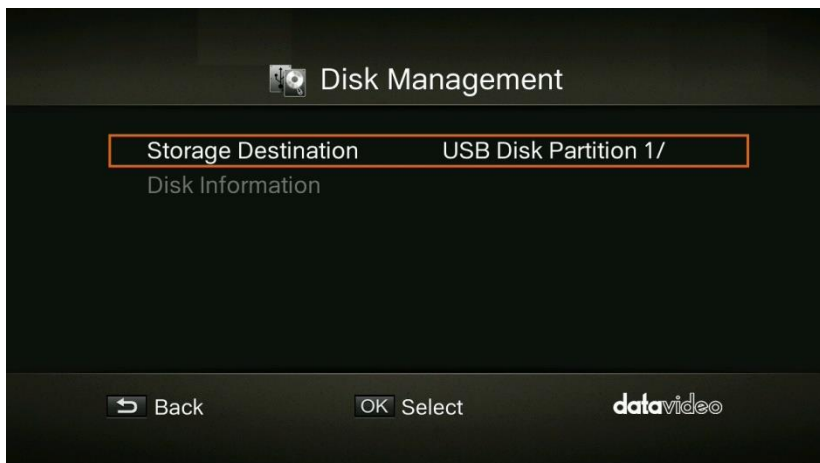 Disk Management
Storage Destination USB Disk Partition 1/
Disk Information
Back OK Select datavideo